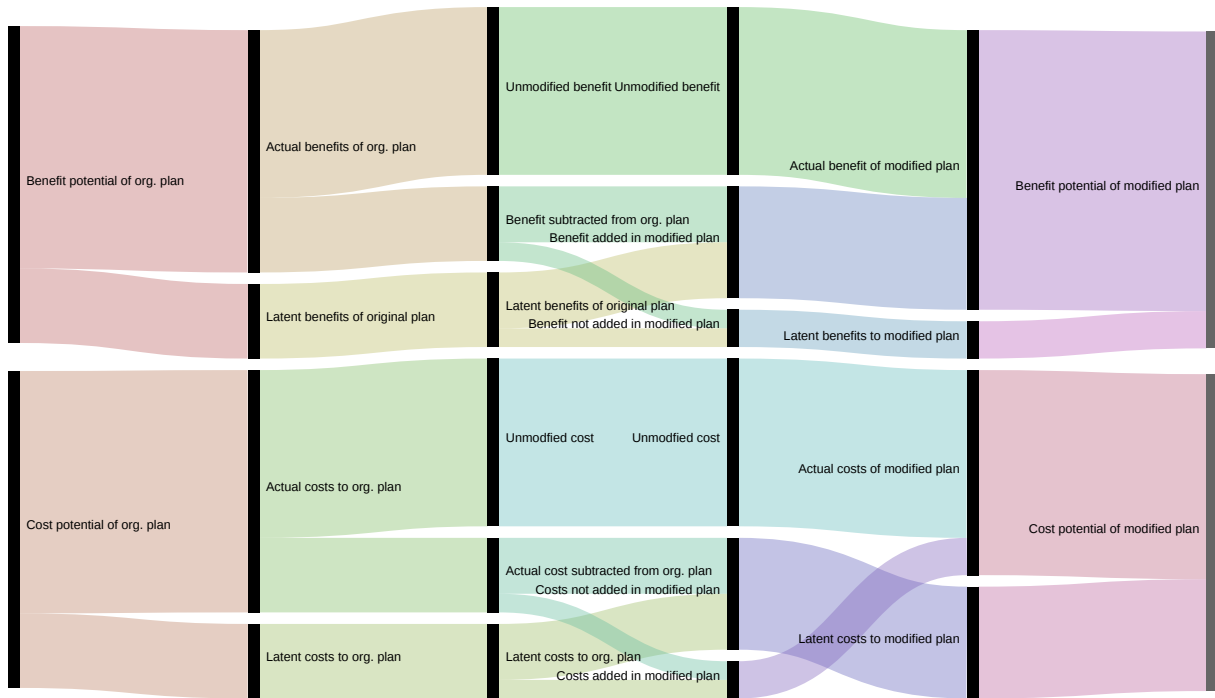 Unmodified benefit
Unmodified benefit
Actual benefits of org. plan
Actual benefit of modified plan
Benefit potential of org. plan
Benefit potential of modified plan
Benefit subtracted from org. plan
Benefit added in modified plan
Latent benefits of original plan
Latent benefits of original plan
Benefit not added in modified plan
Latent benefits to modified plan
Unmodfied cost
Unmodfied cost
Actual costs of modified plan
Actual costs to org. plan
Cost potential of org. plan
Cost potential of modified plan
Actual cost subtracted from org. plan
Costs not added in modified plan
Latent costs to modified plan
Latent costs to org. plan
Latent costs to org. plan
Costs added in modified plan